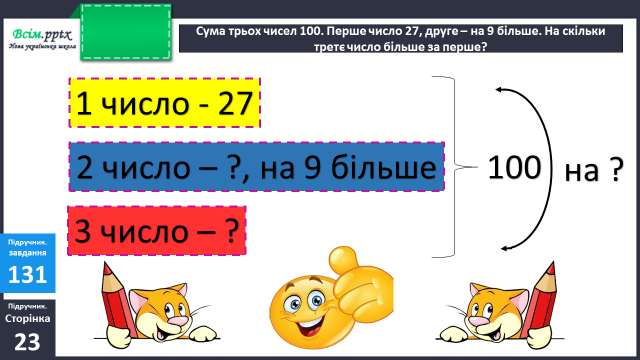 Всім.pptx
Нова українська школа
Сума трьох чисел 100. Перше число 27, друге – на 9 більше. На скільки
третє число більше за перше?
1 число - 27
2 число – ?, на 9 більше
3 число – ?
100
на ?
Підручник.
завдання
131
Підручник.
Сторінка
23